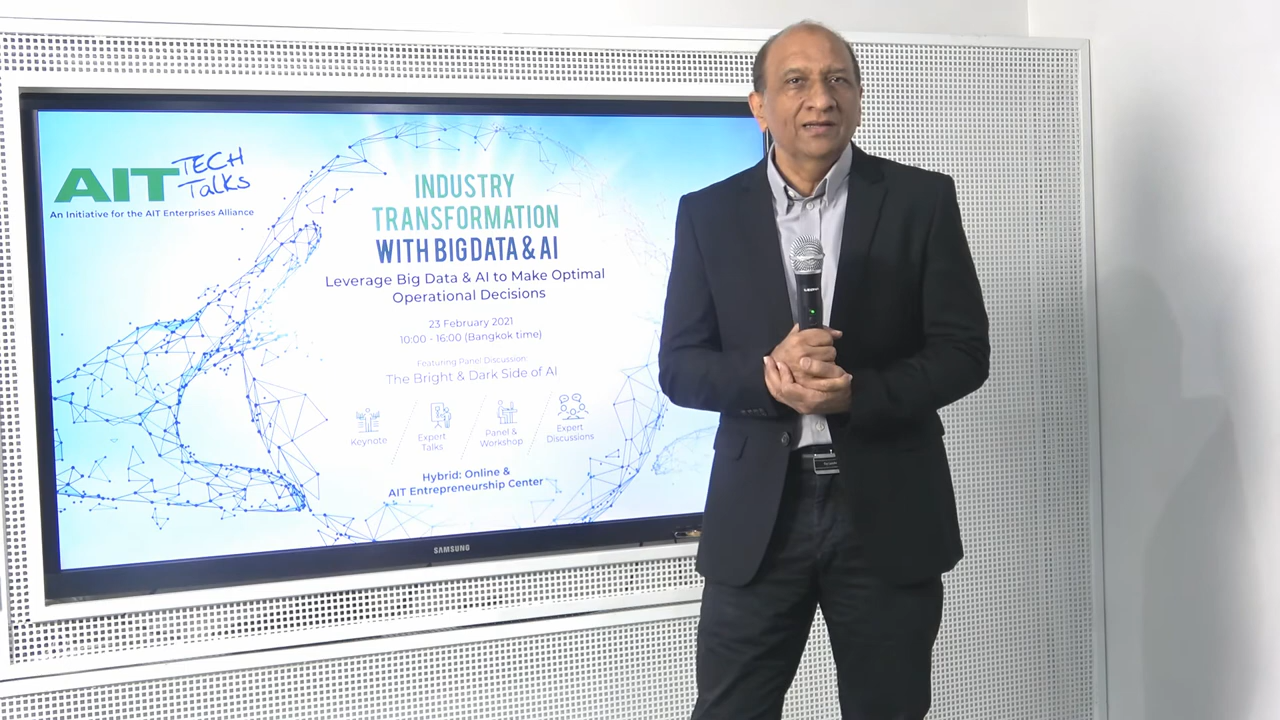 AIT TECH
Talks
An Initiative for the AIT Enterprises Alliance
INDUSTRY
TRANSFORMATION
WITH BIG DATA & AI
Leverage Big Data & AI to Make Optimal
Operational Decisions
23 February 2021
10:00 - 16:00 (Bangkok time)
Featuring Panel Discussion:
The Bright & Dark Side of AI
Keynote
Expert
Talks
Panel &
Workshop
Expert
Discussions
Hybrid: Online &
AIT Entrepreneurship Center
SAMSUNG